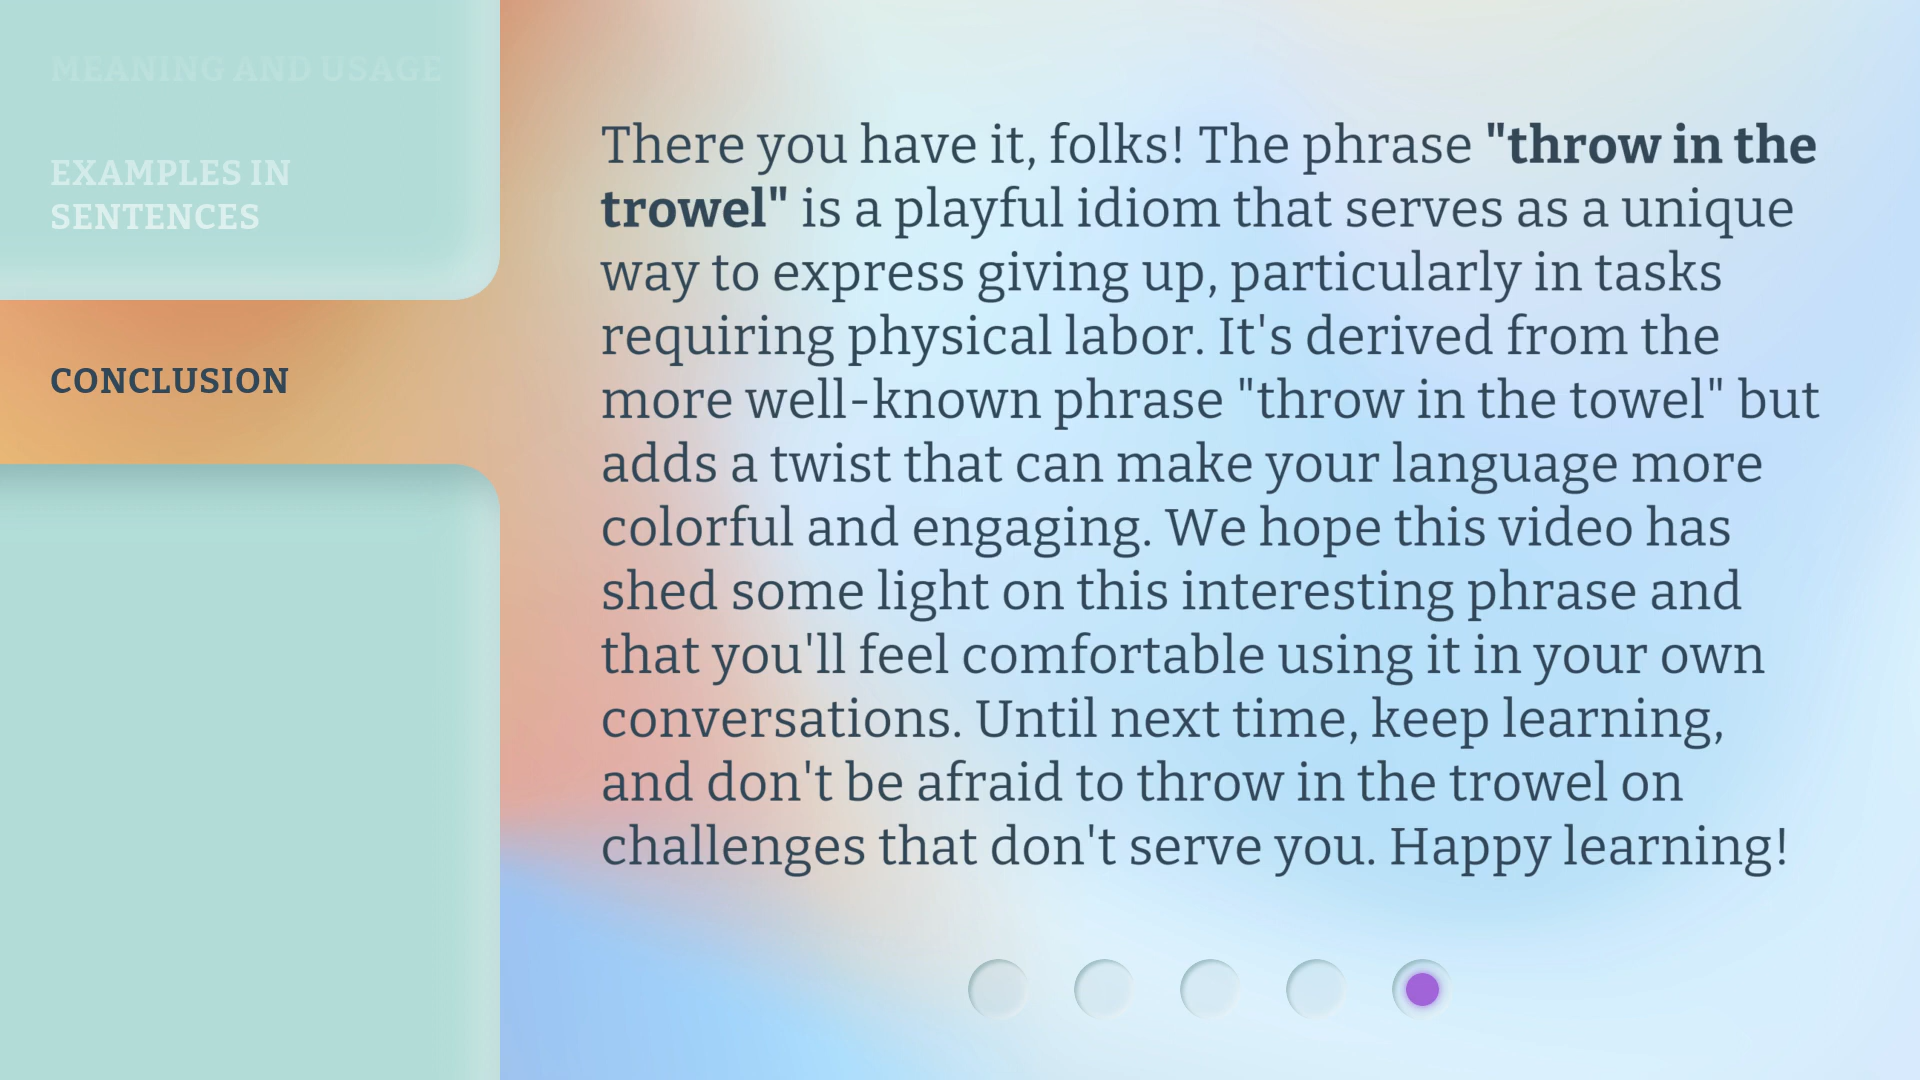 MEANING AND USAGE
EXAMPLES IN
SENTENCES
CONCLUSION
There you have it, folks! The phrase "throw in the
trowel" is a playful idiom that serves as a unique
way to express giving up, particularly in tasks
requiring physical labor. It's derived from the
more well-known phrase "throw in the towel" but
adds a twist that can make your language more
colorful and engaging. We hope this video has
shed some light on this interesting phrase and
that you'll feel comfortable using it in your own
conversations. Until next time, keep learning,
and don't be afraid to throw in the trowel on
challenges that don't serve you. Happy learning!